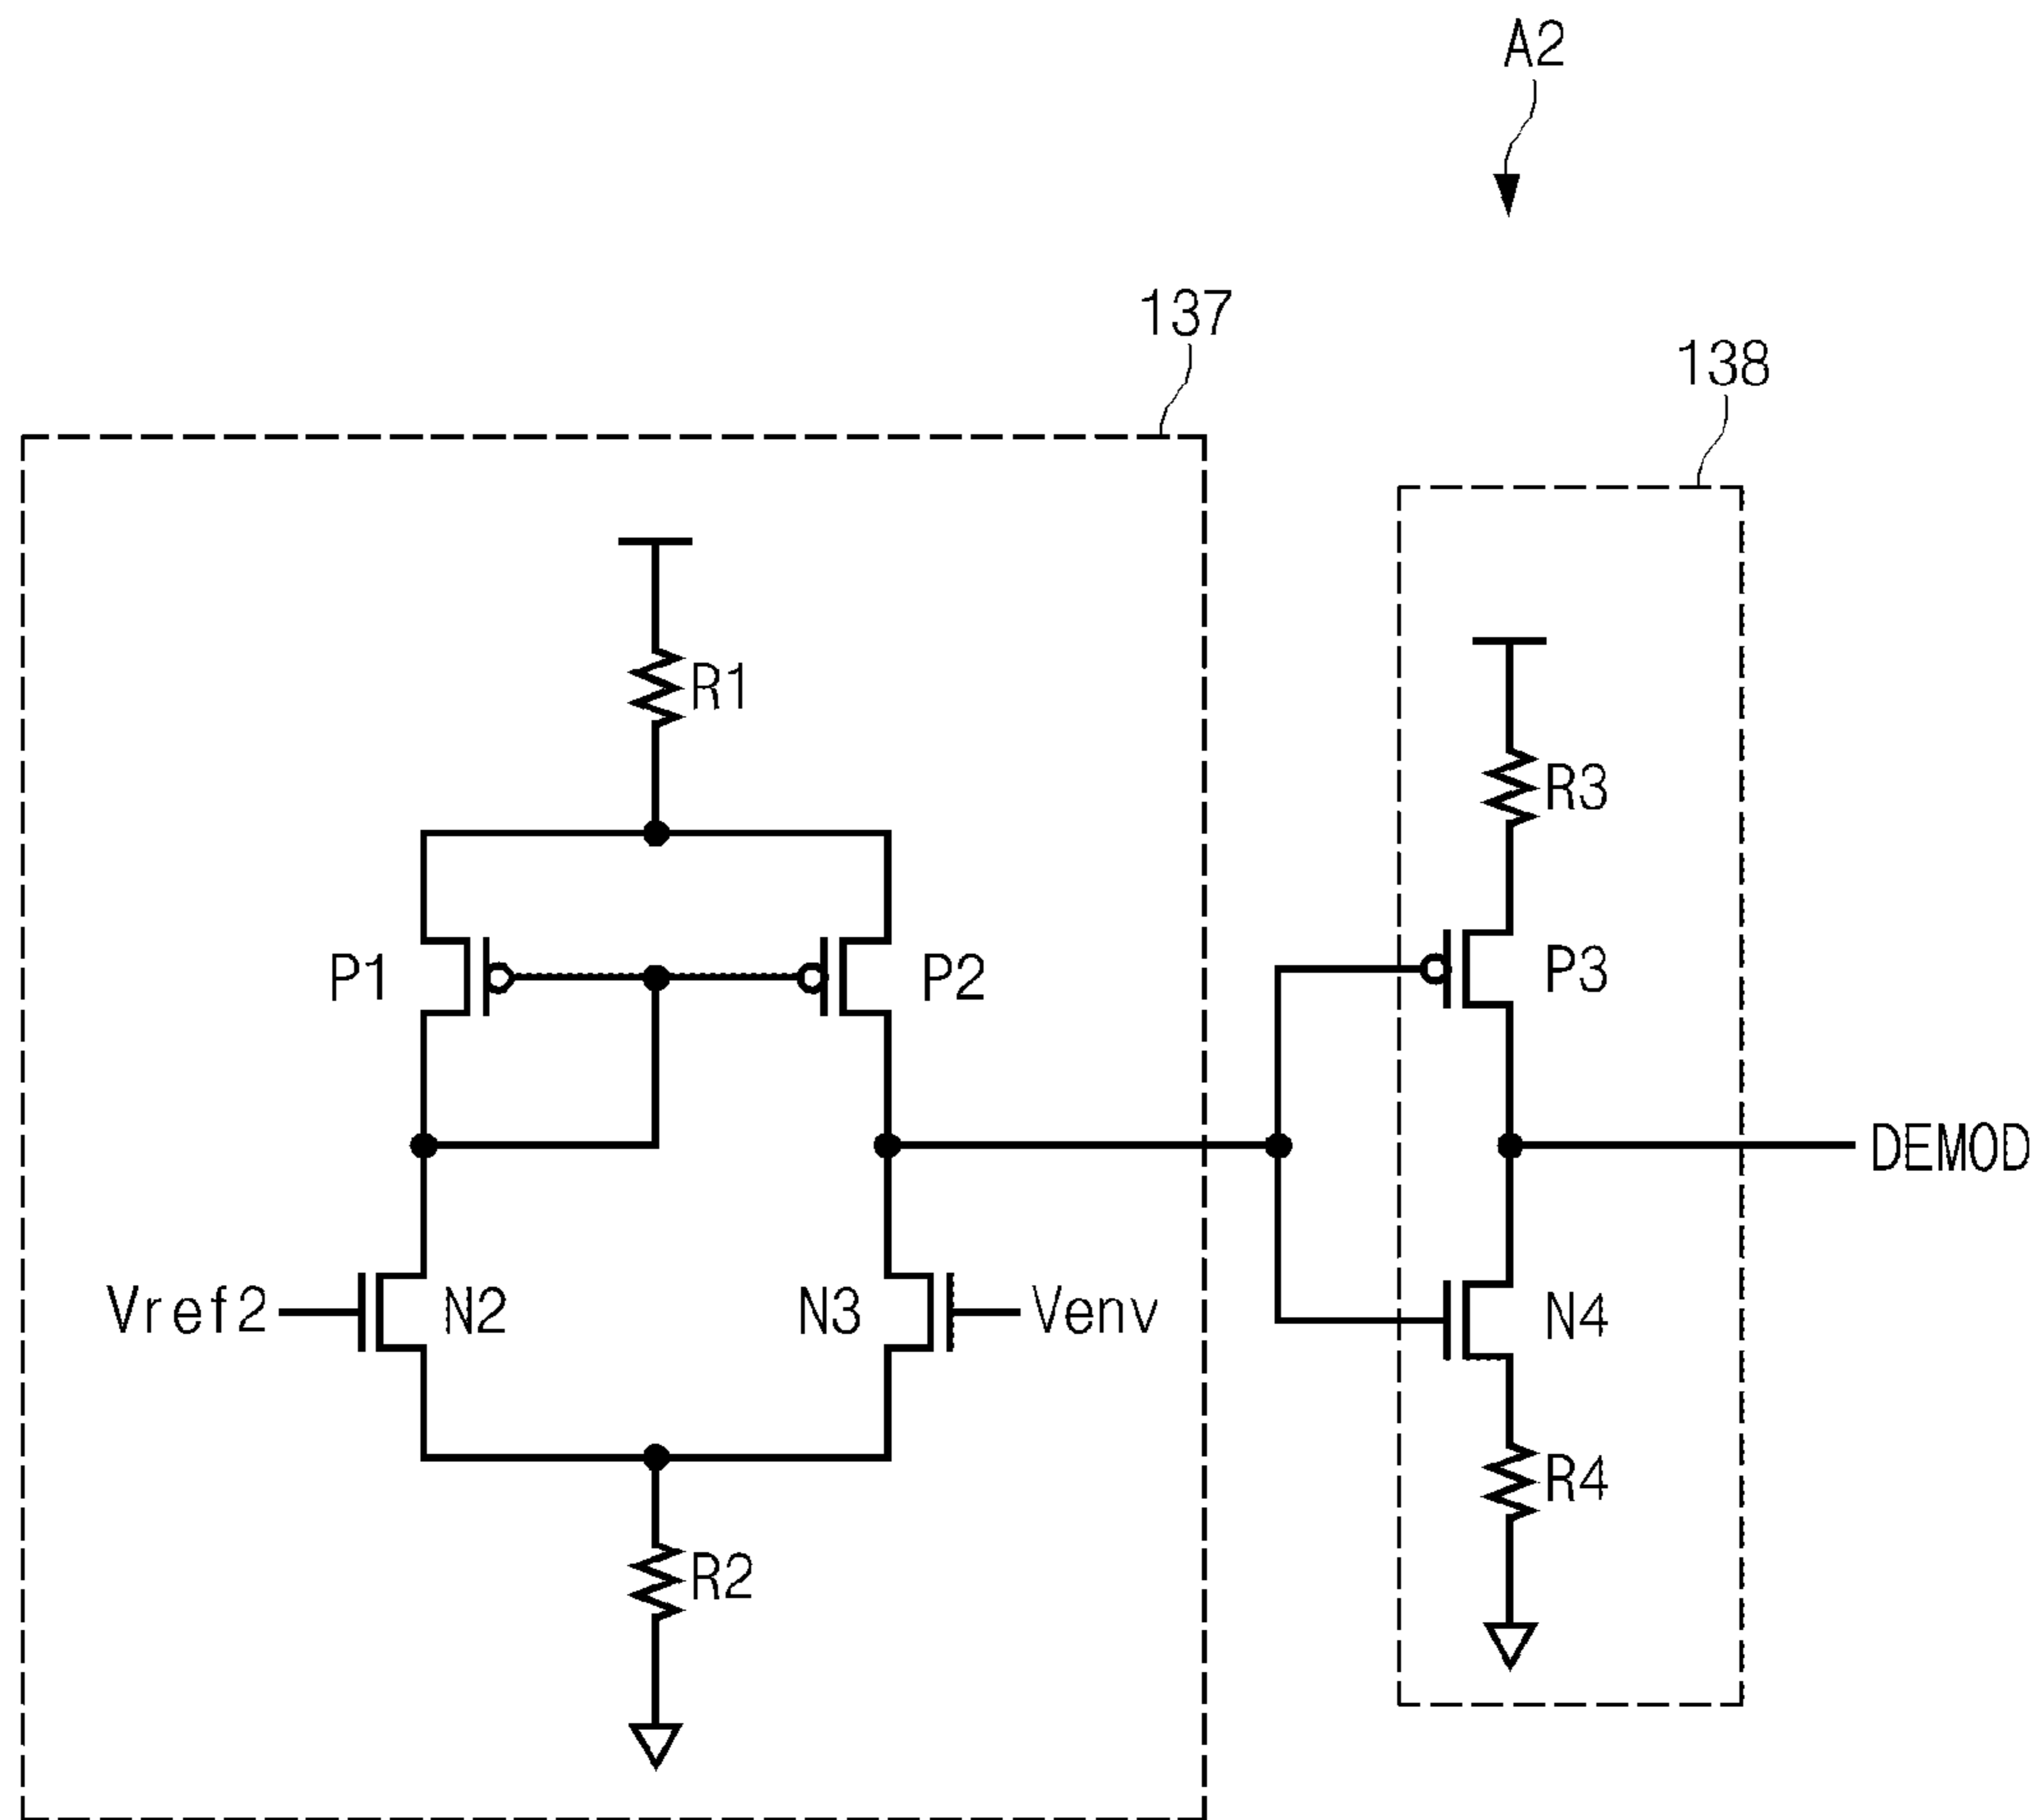 A2
137
138
R1
R3
P1
P2
P3
DEMOD
Vref2
N2
N3
Venv
N4
R4
R2